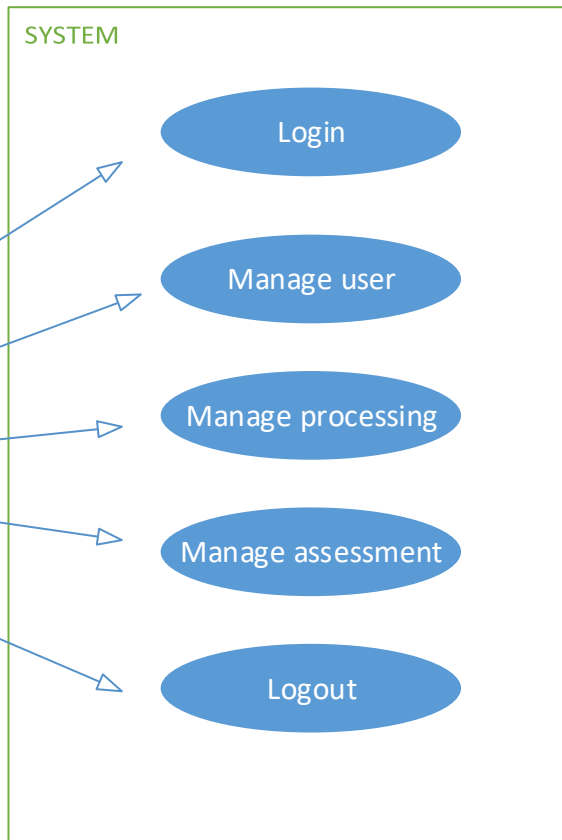 SYSTEM
Login
Manage user
Manage processing
Manage assessment
Logout